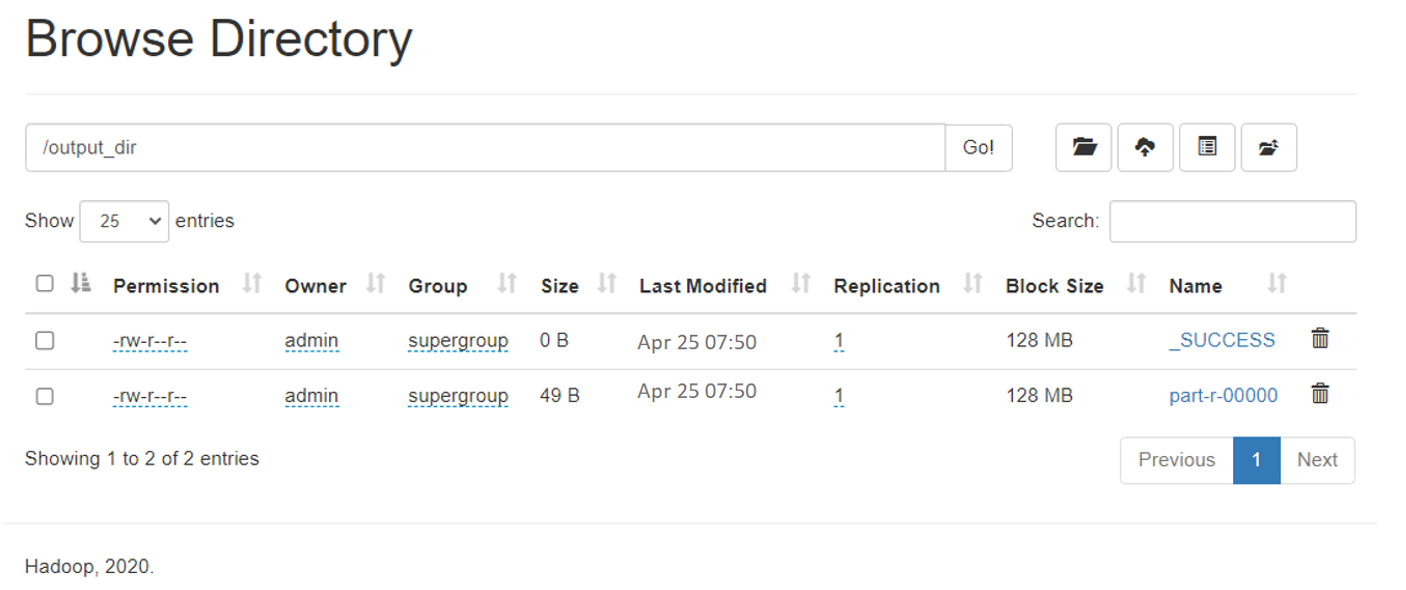 Browse Directory
/output_dir Go!
Show 25 entries Search:
Permission Owner Group Size Last Modified Replication Block Size Name
-rw-r--r-- admin supergroup 0 B Apr 25 07:50 1 128 MB _SUCCESS
-rw-r--r-- admin supergroup 49 B Apr 25 07:50 1 128 MB part-r-00000
Showing 1 to 2 of 2 entries Previous 1 Next
Hadoop, 2020.